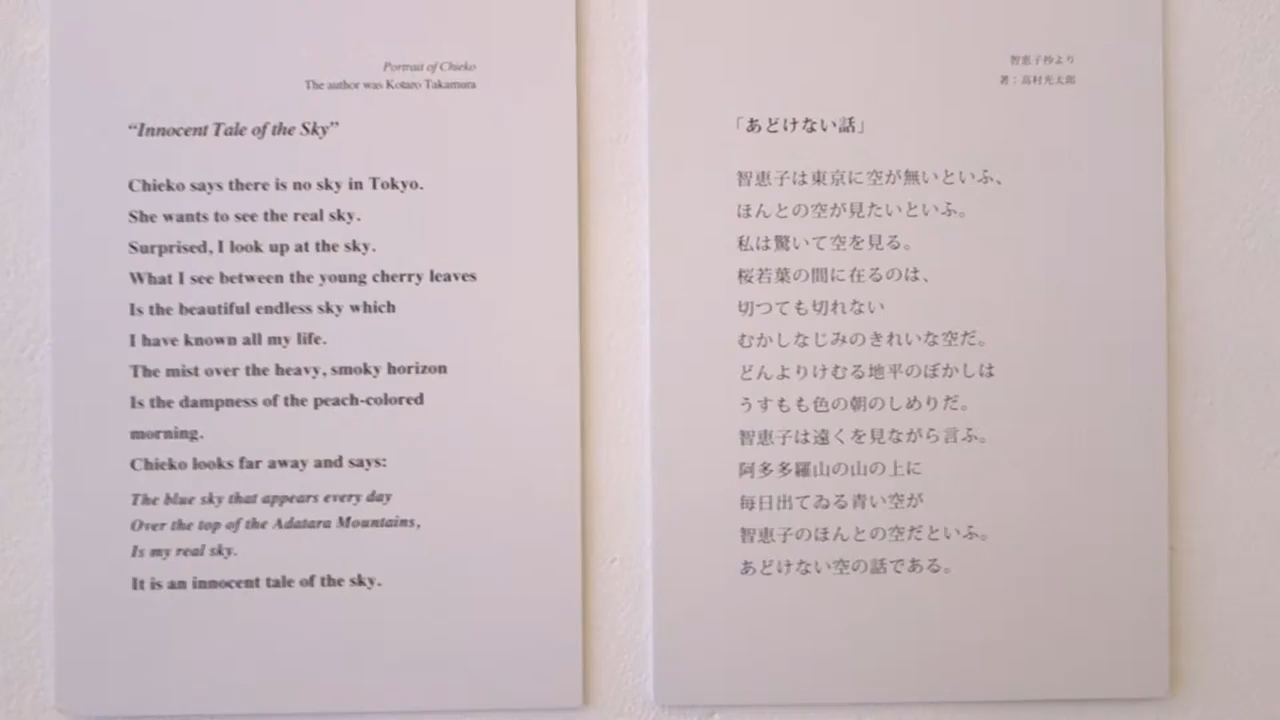 Portrait of Chieko
The author was Kotaro Takamura
“Innocent Tale of the Sky”
Chieko says there is no sky in Tokyo.
She wants to see the real sky.
Surprised, I look up at the sky.
What I see between the young cherry leaves
Is the beautiful endless sky which
I have known all my life.
The mist over the heavy, smoky horizon
Is the dampness of the peach-colored
morning.
Chieko looks far away and says:
The blue sky that appears every day
Over the top of the Adatara Mountains,
Is my real sky.
It is an innocent tale of the sky.
智恵子抄より
著：高村光太郎
「あどけない話」
智恵子は東京に空が無いといふ、
ほんとの空が見たいといふ。
私は驚いて空を見る。
桜若葉の間に在るのは、
切つても切れない
むかしなじみのきれいな空だ。
どんよりけむる地平のぼかしは
うすもも色の朝のしめりだ。
智恵子は遠くを見ながら言ふ。
阿多多羅山の山の上に
毎日出てゐる青い空が
智恵子のほんとの空だといふ。
あどけない空の話である。